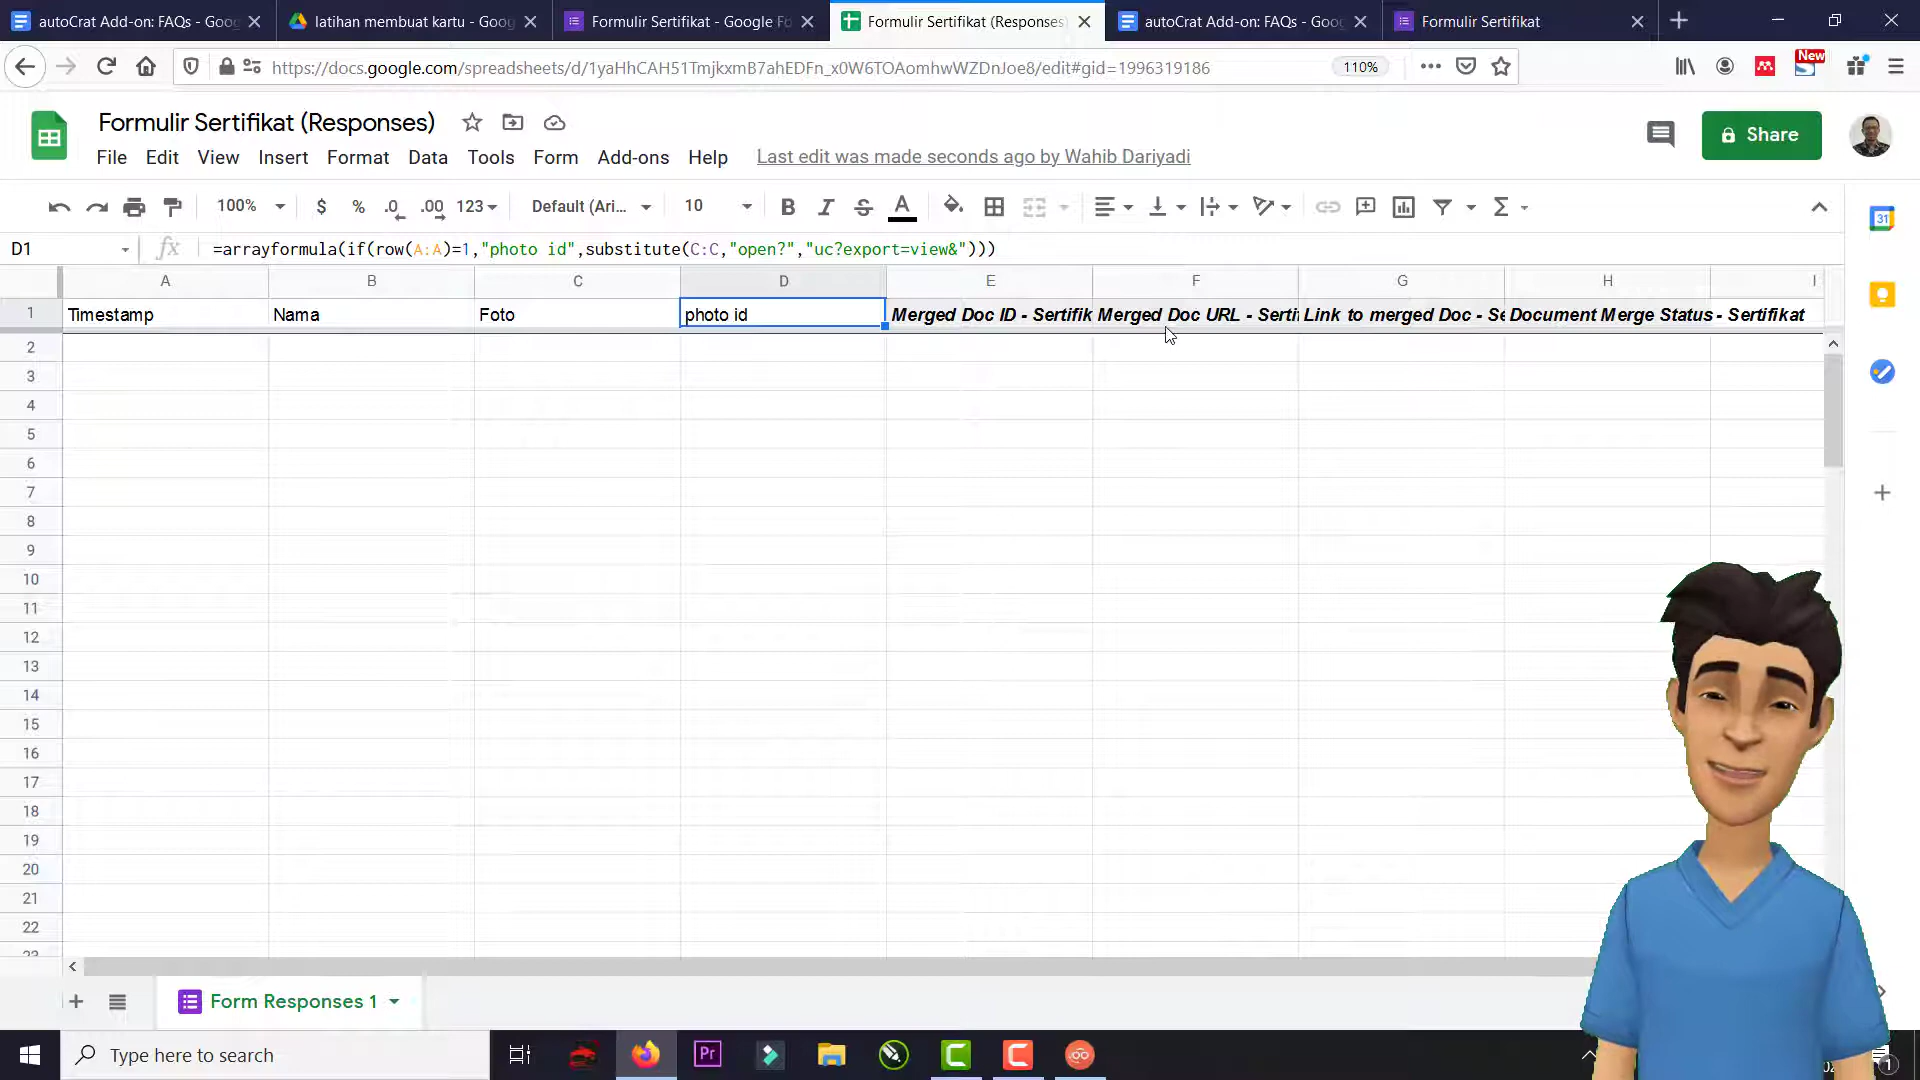 autoCrat Add-on: FAQs - Goog
latihan membuat kartu - Goog
Formulir Sertifikat - Google Fo
Formulir Sertifikat (Responses)
autoCrat Add-on: FAQs - Goog
Formulir Sertifikat
https://docs.google.com/spreadsheets/d/1yaHhCAH51TmjkxmB7ahEDFn_x0W6TOAomhwWZDnJoe8/edit#gid=1996319186
110%
New
Formulir Sertifikat (Responses)
Share
File Edit View Insert Format Data Tools Form Add-ons Help
Last edit was made seconds ago by Wahib Dariyadi
100% $ % .0 .00 123 Default (Ari... 10 B I S A Σ
31
D1 fx =arrayformula(if(row(A:A)=1,"photo id",substitute(C:C,"open?","uc?export=view&")))
A B C D E F G H I
1 Timestamp Nama Foto photo id Merged Doc ID - Sertifik Merged Doc URL - Serti Link to merged Doc - Se Document Merge Status - Sertifikat
2
3
4
5
6
7
8
9
10
11
12
13
14
15
16
17
18
19
20
21
22
23
Form Responses 1
Type here to search
Pr
1